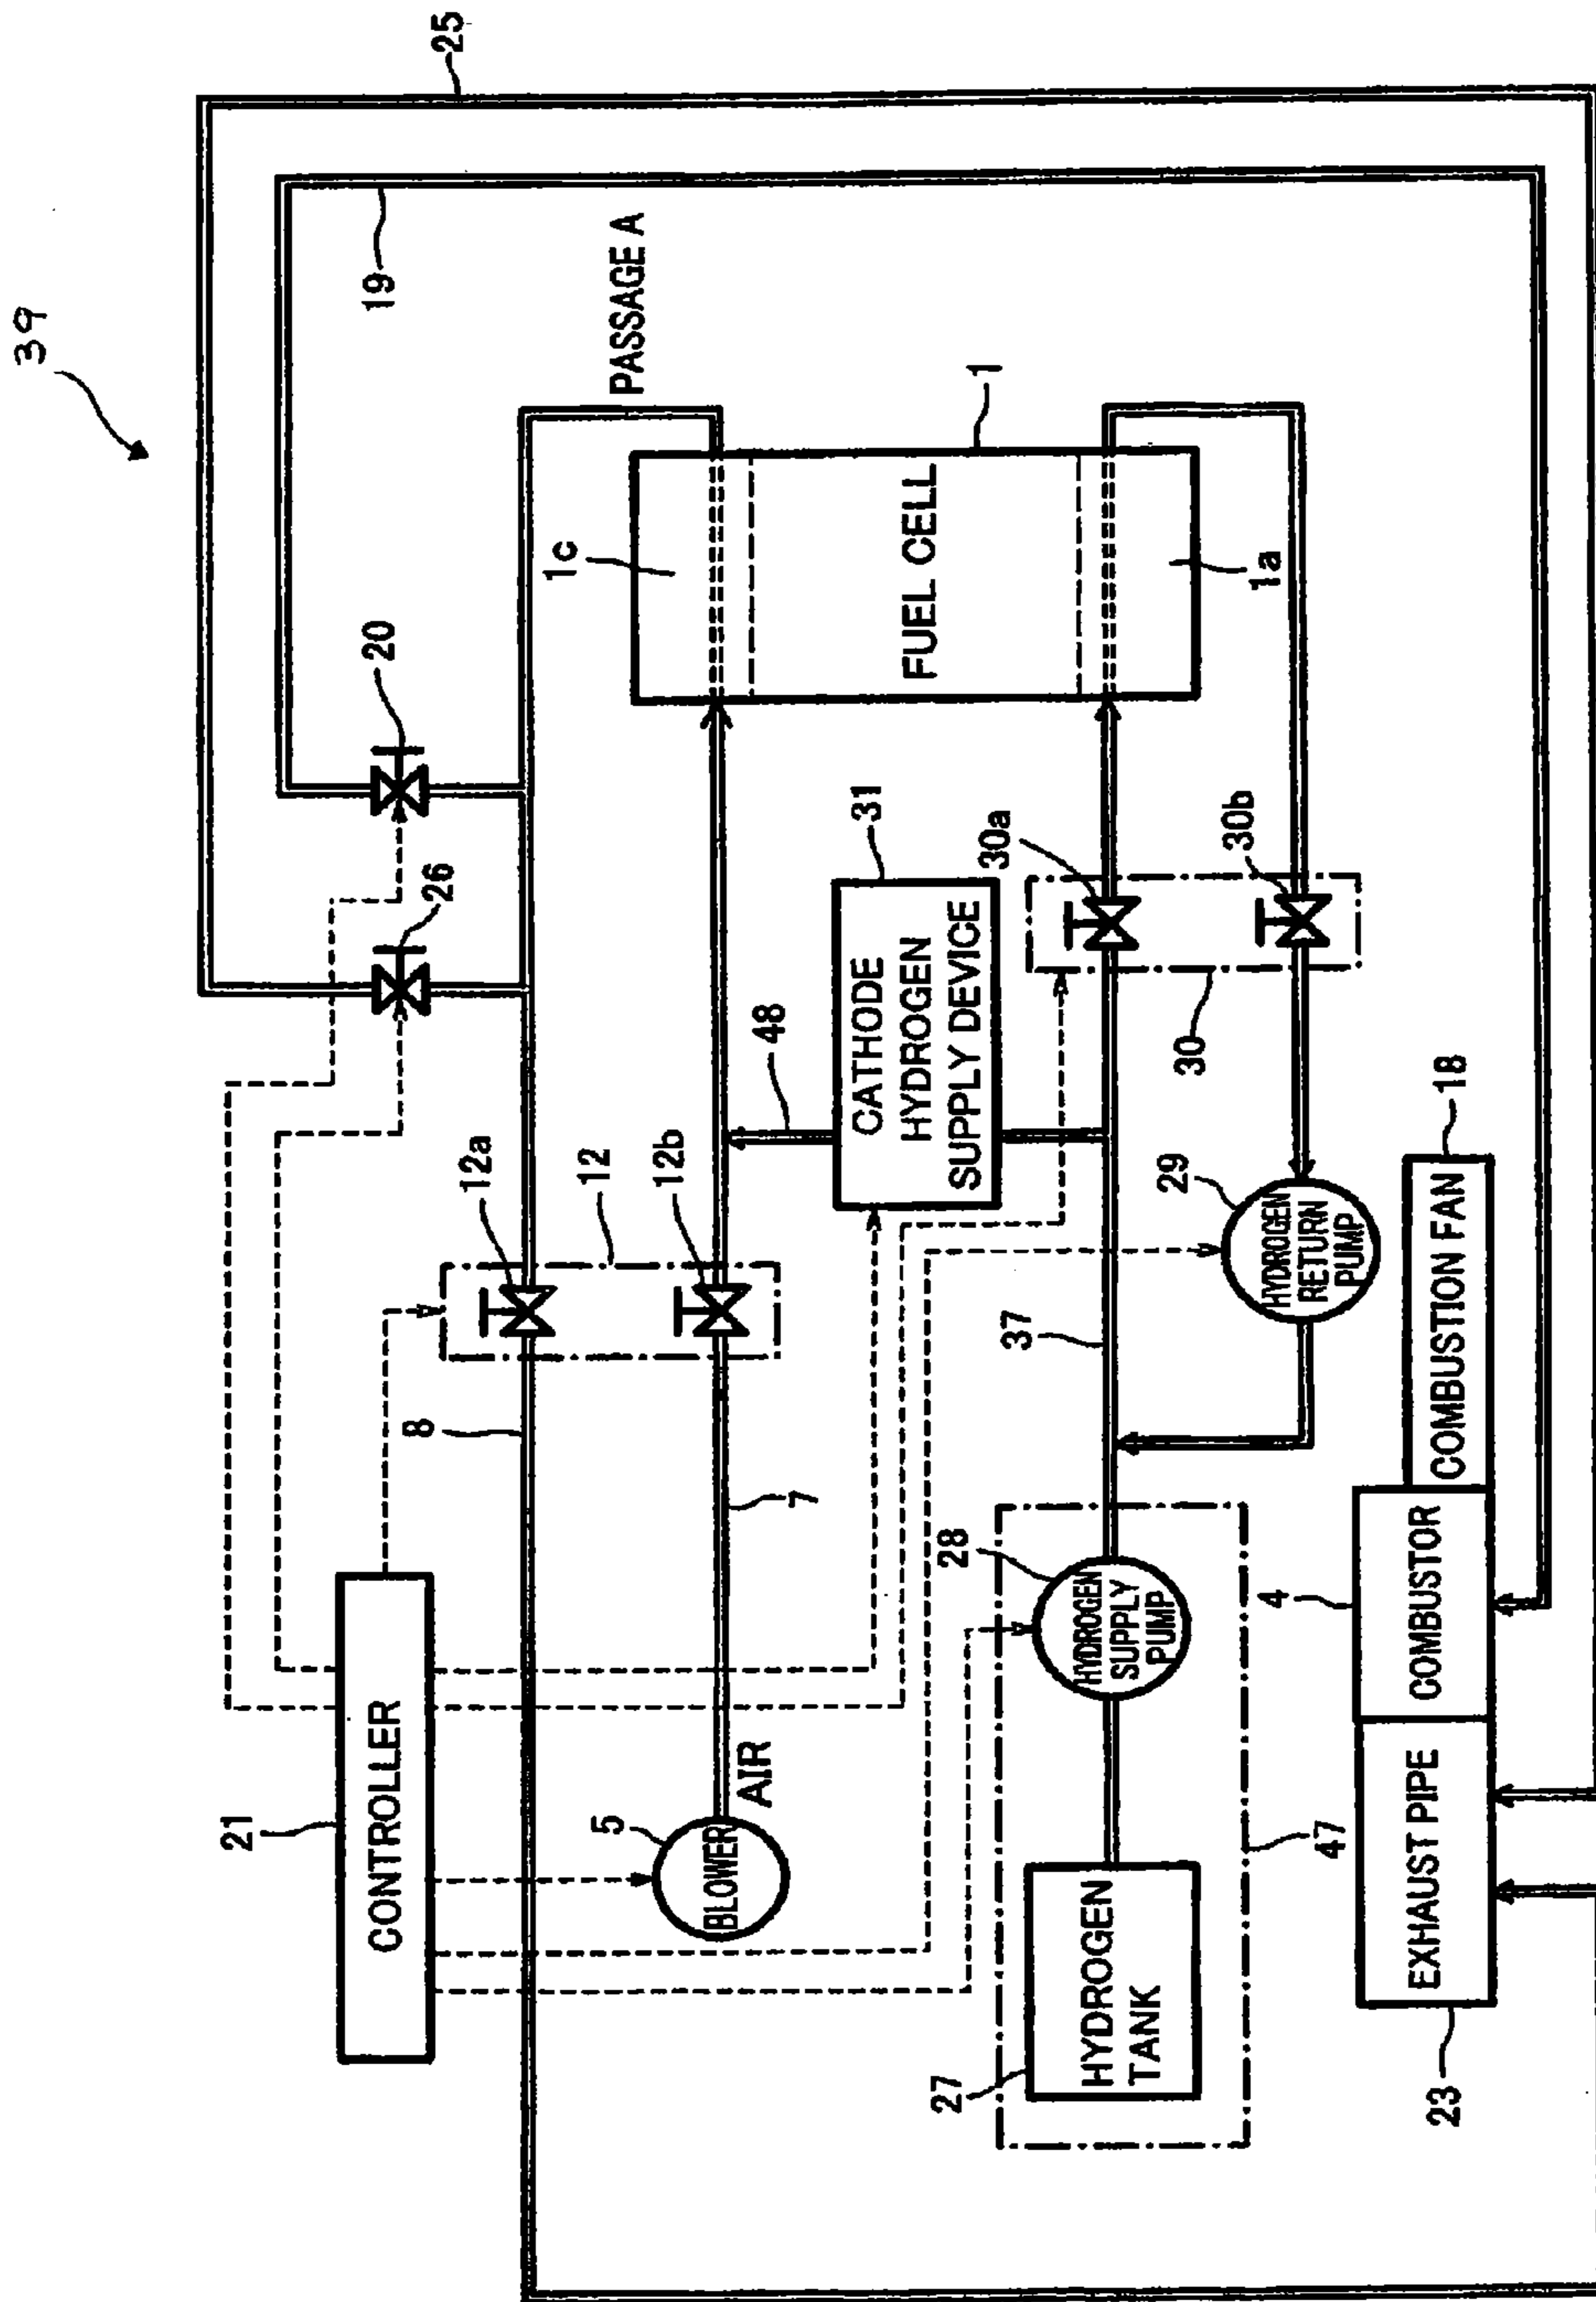 39
25
19
PASSAGE A
20
26
1
1c
FUEL CELL
1a
31
CATHODE
HYDROGEN
SUPPLY DEVICE
48
30a
30b
30
12a
12
12b
8
7
37
29
HYDROGEN
RETURN
PUMP
18
COMBUSTION FAN
4
COMBUSTOR
EXHAUST PIPE
23
21
CONTROLLER
5
BLOWER
AIR
28
HYDROGEN
SUPPLY
PUMP
27
HYDROGEN
TANK
47